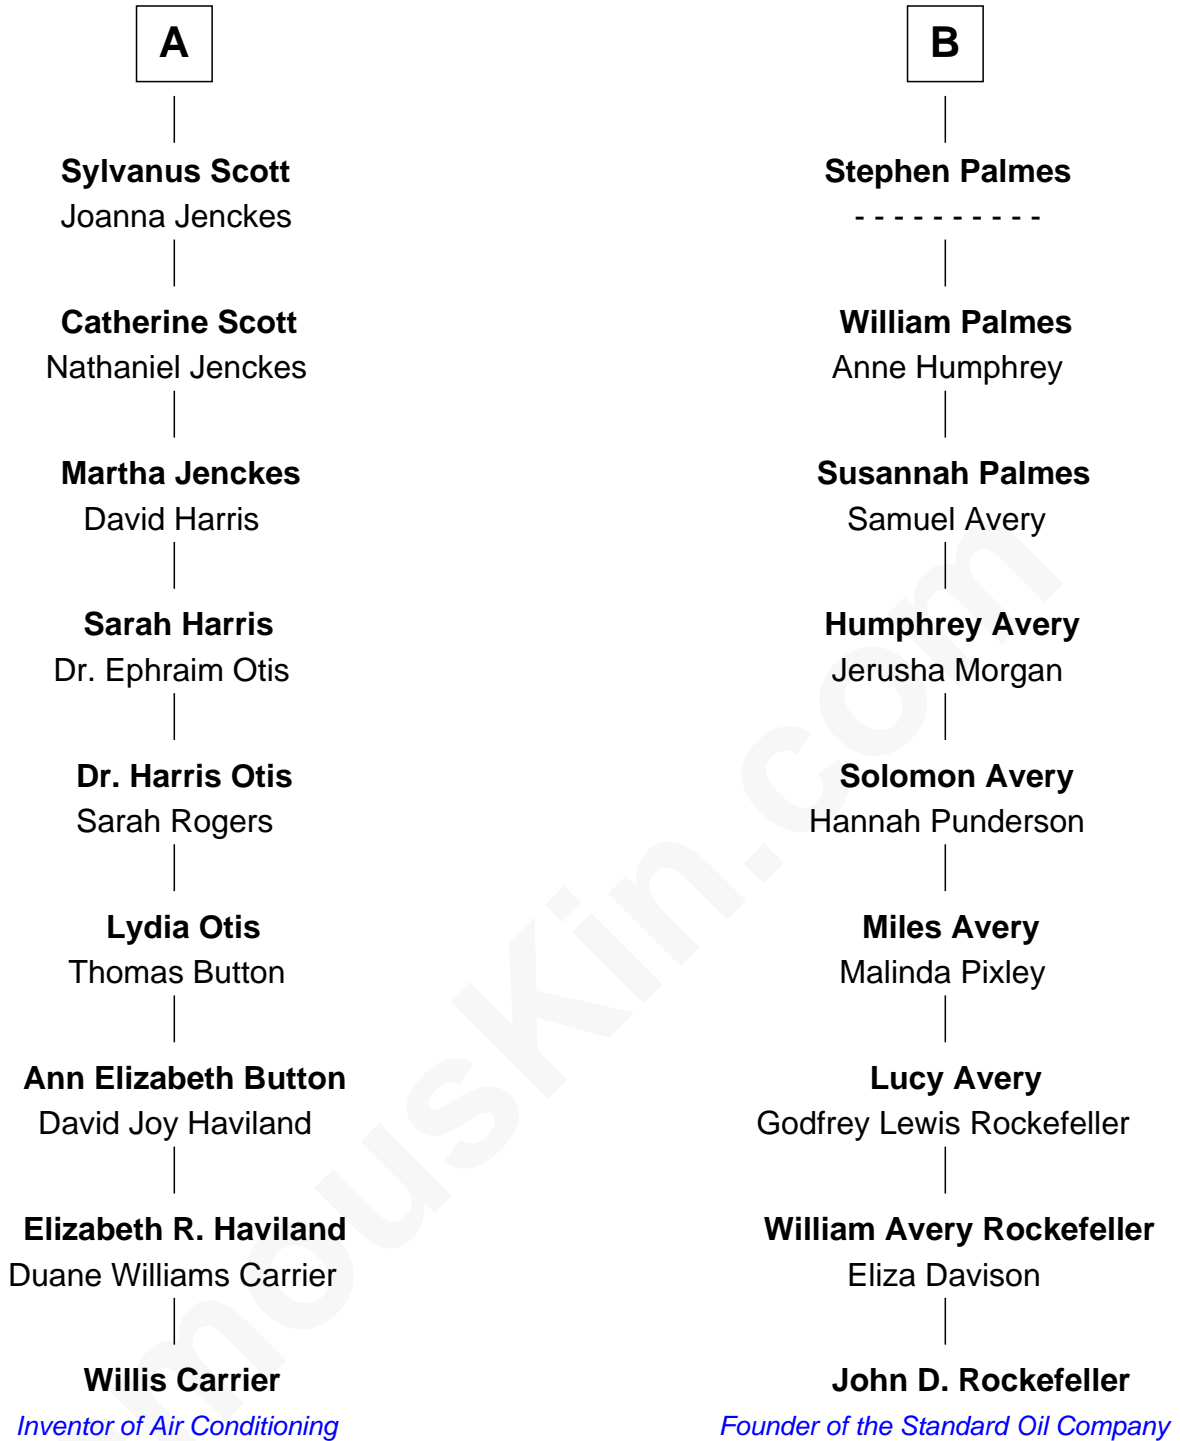 A
Sylvanus Scott
Joanna Jenckes
Catherine Scott
Nathaniel Jenckes
Martha Jenckes
David Harris
Sarah Harris
Dr. Ephraim Otis
Dr. Harris Otis
Sarah Rogers
Lydia Otis
Thomas Button
Ann Elizabeth Button
David Joy Haviland
Elizabeth R. Haviland
Duane Williams Carrier
Willis Carrier
Inventor of Air Conditioning
B
Stephen Palmes
- - - - - - - - - -
William Palmes
Anne Humphrey
Susannah Palmes
Samuel Avery
Humphrey Avery
Jerusha Morgan
Solomon Avery
Hannah Punderson
Miles Avery
Malinda Pixley
Lucy Avery
Godfrey Lewis Rockefeller
William Avery Rockefeller
Eliza Davison
John D. Rockefeller
Founder of the Standard Oil Company
mousKin.com